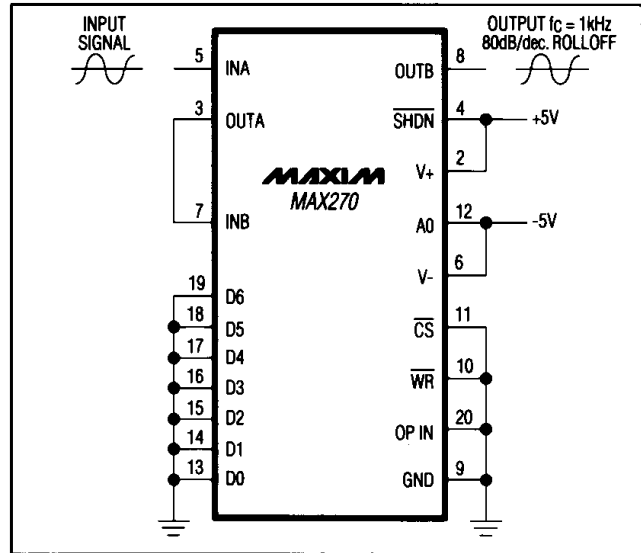 INPUT
SIGNAL
OUTPUT fC = 1kHz
80dB/dec. ROLLOFF
5 INA
OUTB 8
3 OUTA
SHDN 4 +5V
V+ 2
MAXIM
MAX270
7 INB
A0 12 -5V
V- 6
19 D6
CS 11
18 D5
17 D4
WR 10
16 D3
15 D2
OP IN 20
14 D1
13 D0
GND 9